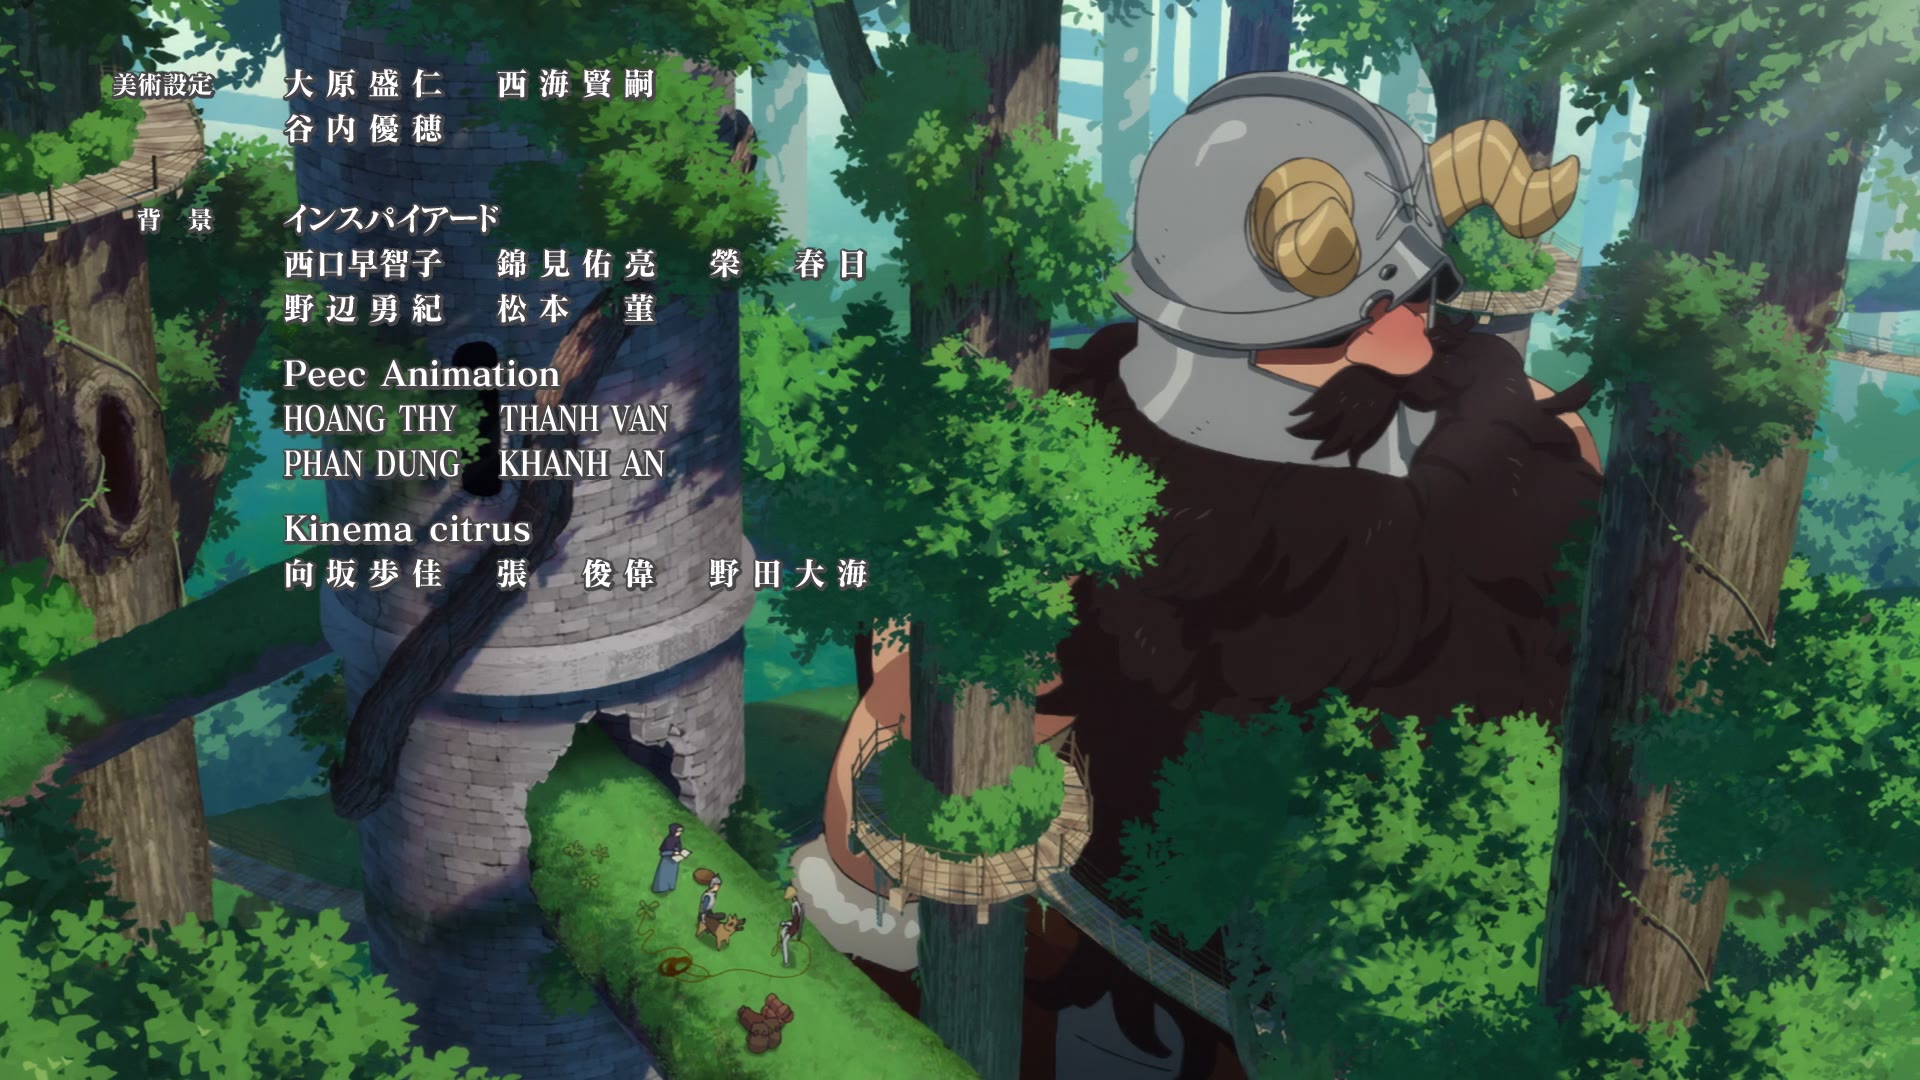 美術設定 大原盛仁 西海賢嗣
谷内優穂
背景 インスパイアード
西口早智子 錦見佑亮 榮春日
野辺勇紀 松本菫
Peec Animation
HOANG THY THANH VAN
PHAN DUNG KHANH AN
Kinema citrus
向坂歩佳 張俊偉 野田大海